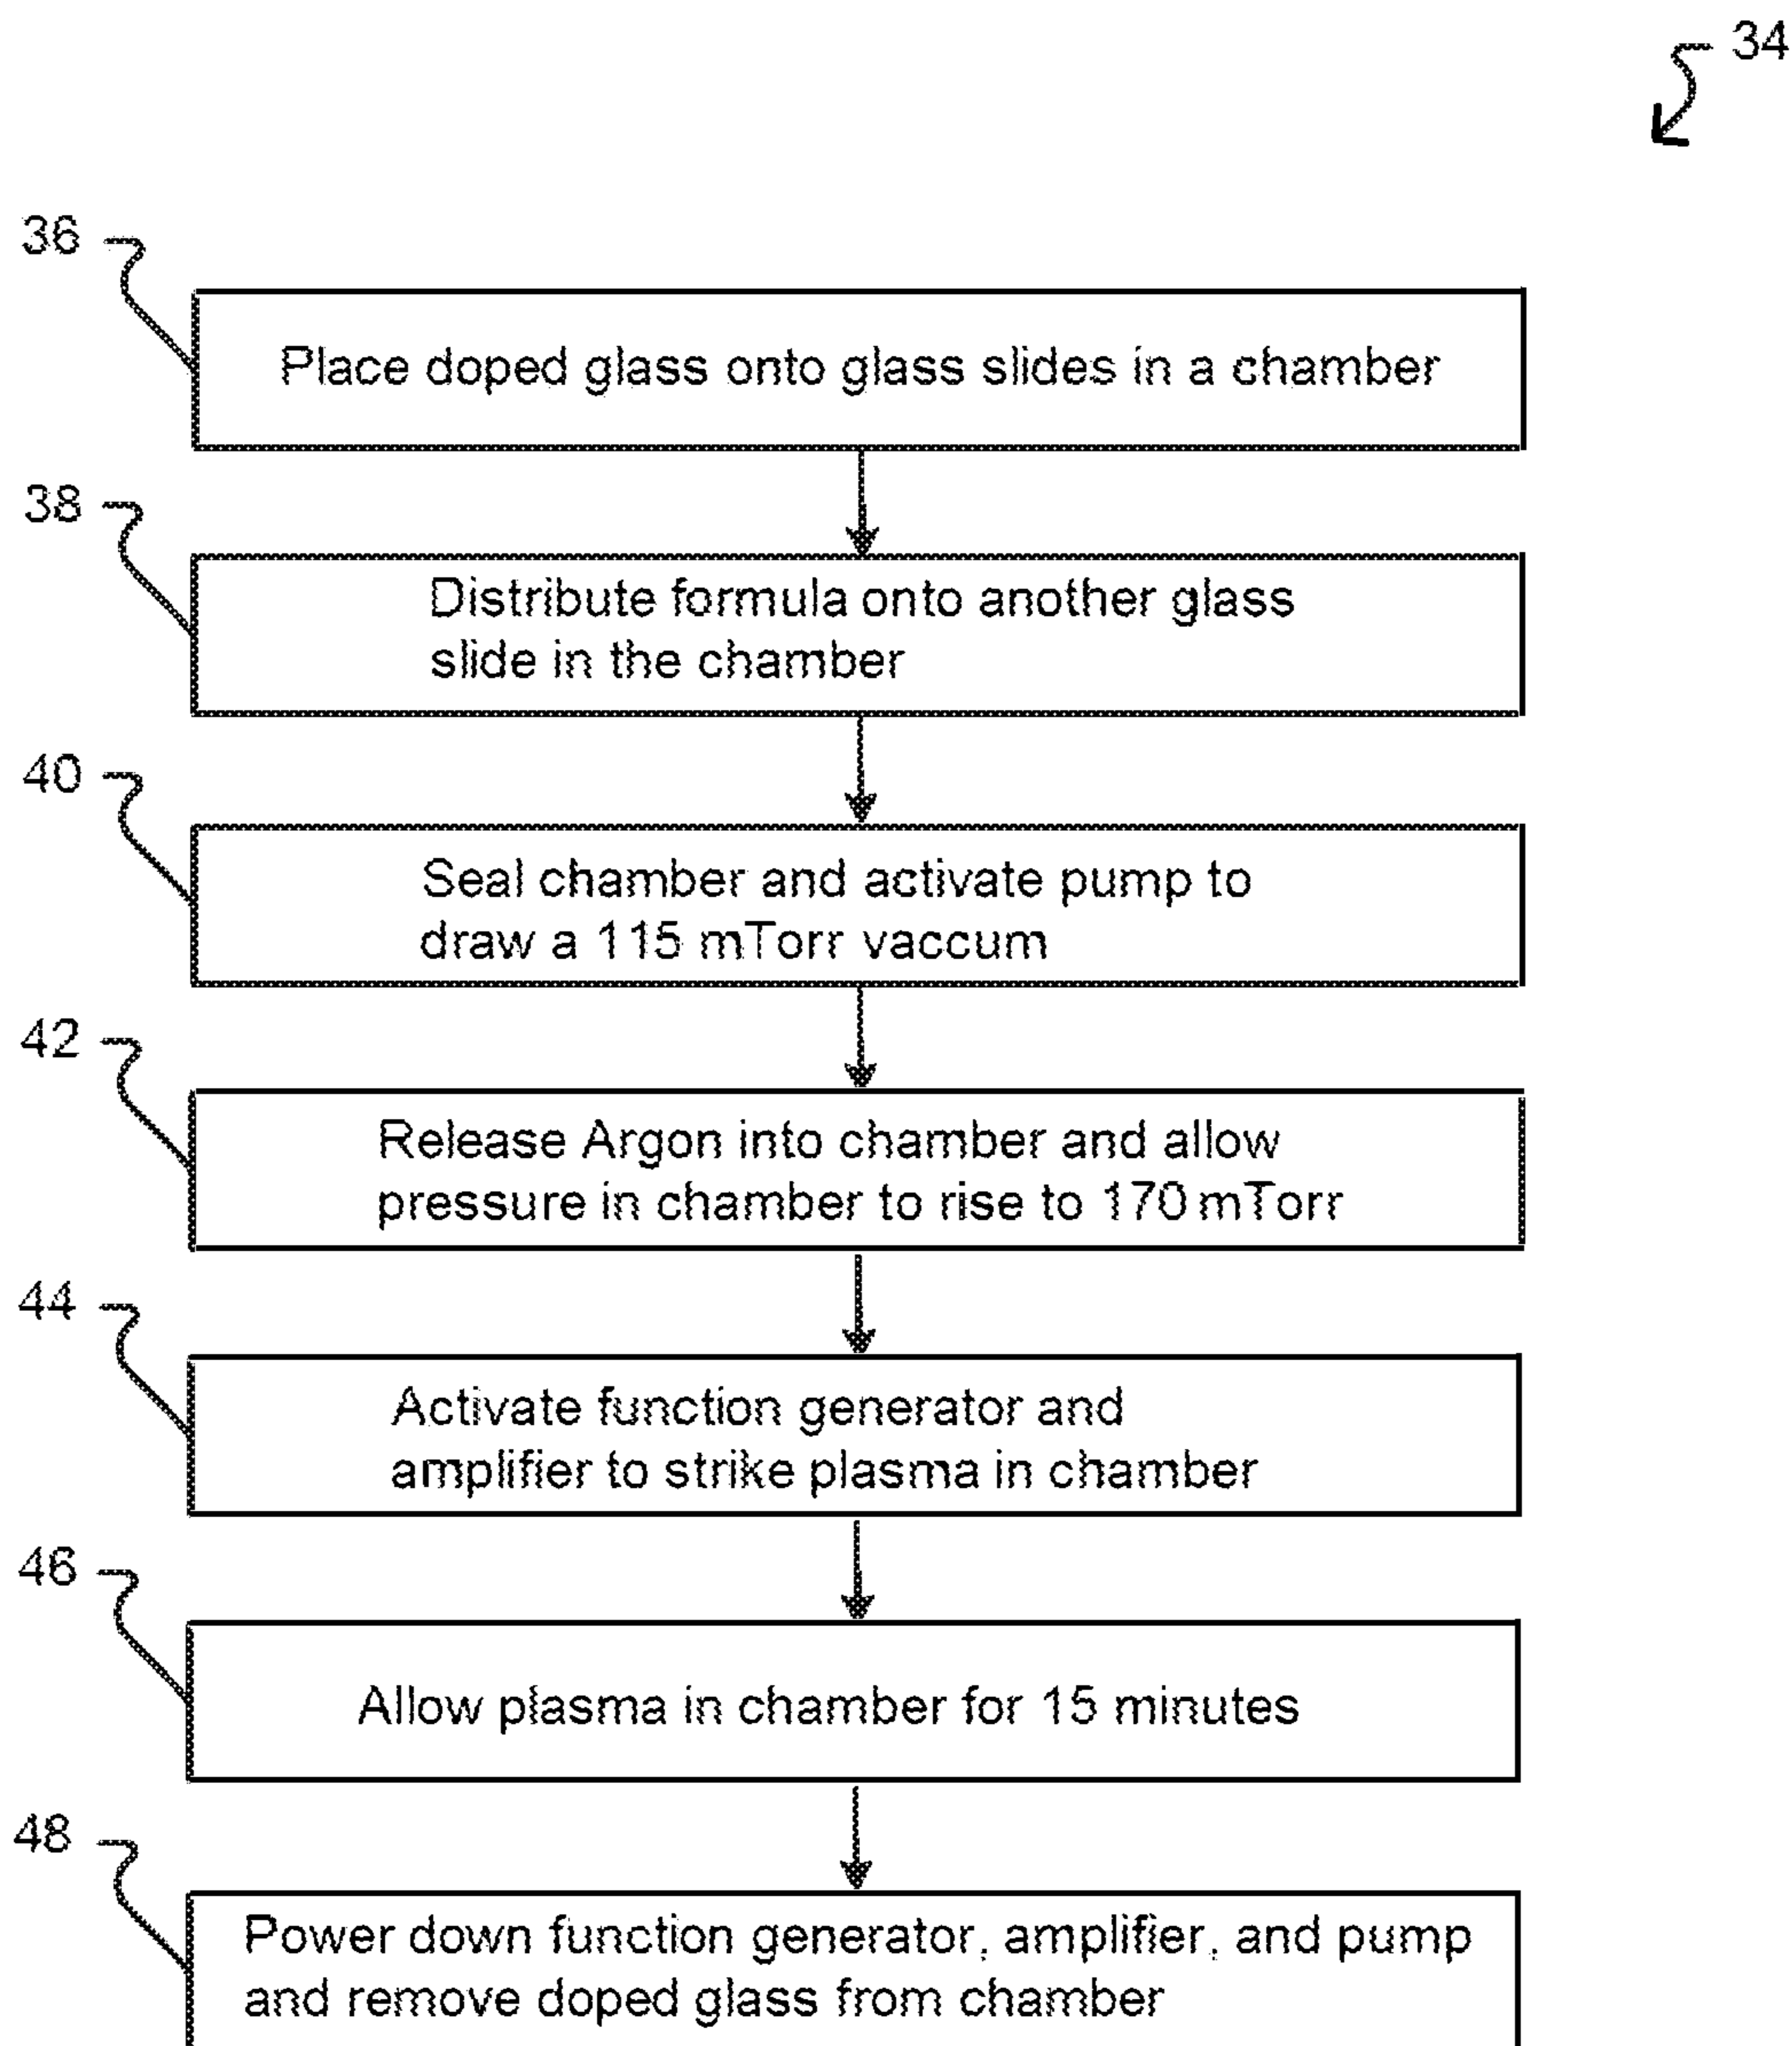 34
36
Place doped glass onto glass slides in a chamber
38
Distribute formula onto another glass
slide in the chamber
40
Seal chamber and activate pump to
draw a 115 mTorr vaccum
42
Release Argon into chamber and allow
pressure in chamber to rise to 170 mTorr
44
Activate function generator and
amplifier to strike plasma in chamber
46
Allow plasma in chamber for 15 minutes
48
Power down function generator, amplifier, and pump
and remove doped glass from chamber